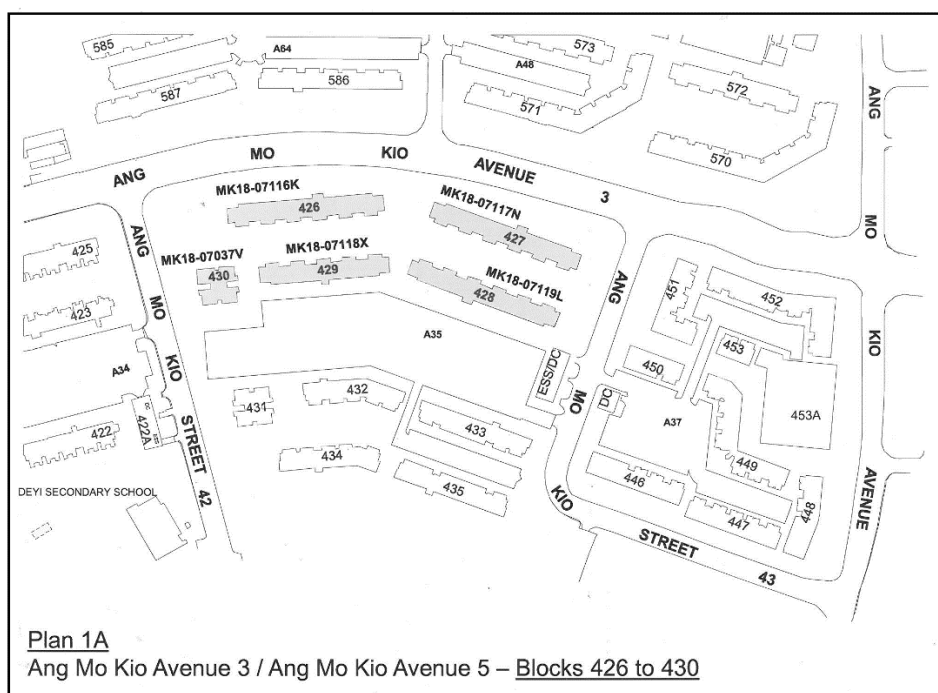 585
A64
586
587
573
A48
571
572
570
ANG
MO
KIO
AVENUE
3
ANG
MO
KIO
AVENUE
MK18-07116K
426
MK18-07117N
427
MK18-07037V
430
MK18-07118X
429
MK18-07119L
428
ANG
MO
KIO
STREET
42
425
423
A34
422
422A
DC
A35
ESS/DC
431
432
433
434
435
ANG
MO
KIO
STREET
43
451
452
450
453
453A
DC
A37
449
446
447
448
DEYI SECONDARY SCHOOL
Plan 1A
Ang Mo Kio Avenue 3 / Ang Mo Kio Avenue 5 – Blocks 426 to 430